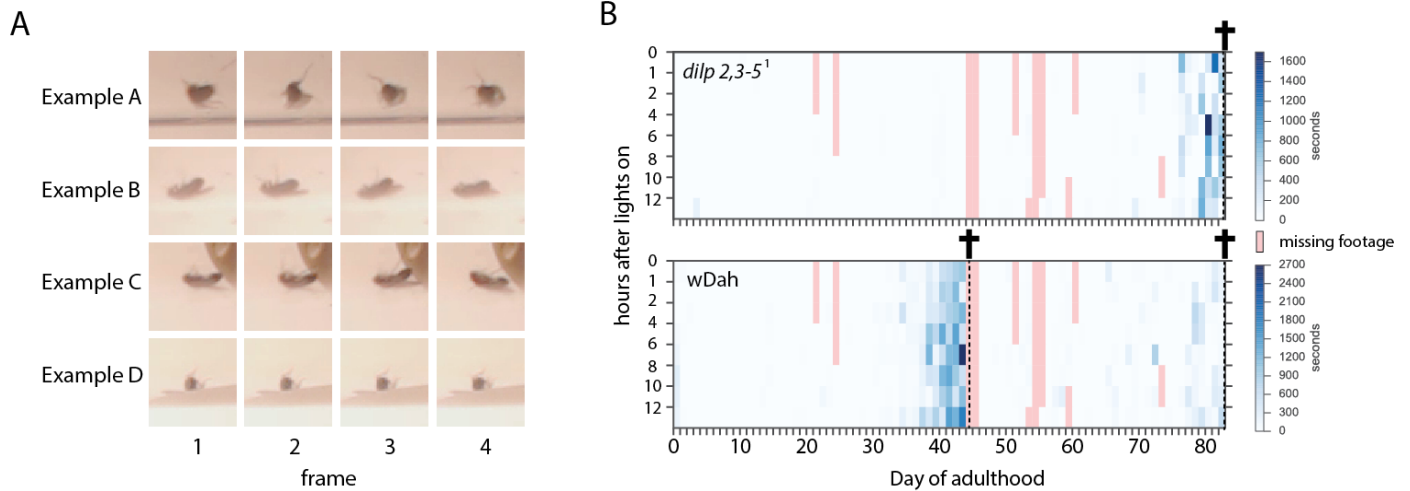 A
Example A
Example B
Example C
Example D
1 2 3 4
frame
B
dilp 2,3-5¹
0
1
2
4
6
8
10
12
1600
1400
1200
1000
800
600
400
200
0
seconds
missing footage
hours after lights on
wDah
0
1
2
4
6
8
10
12
2700
2400
2100
1800
1500
1200
900
600
300
0
seconds
0 10 20 30 40 50 60 70 80
Day of adulthood